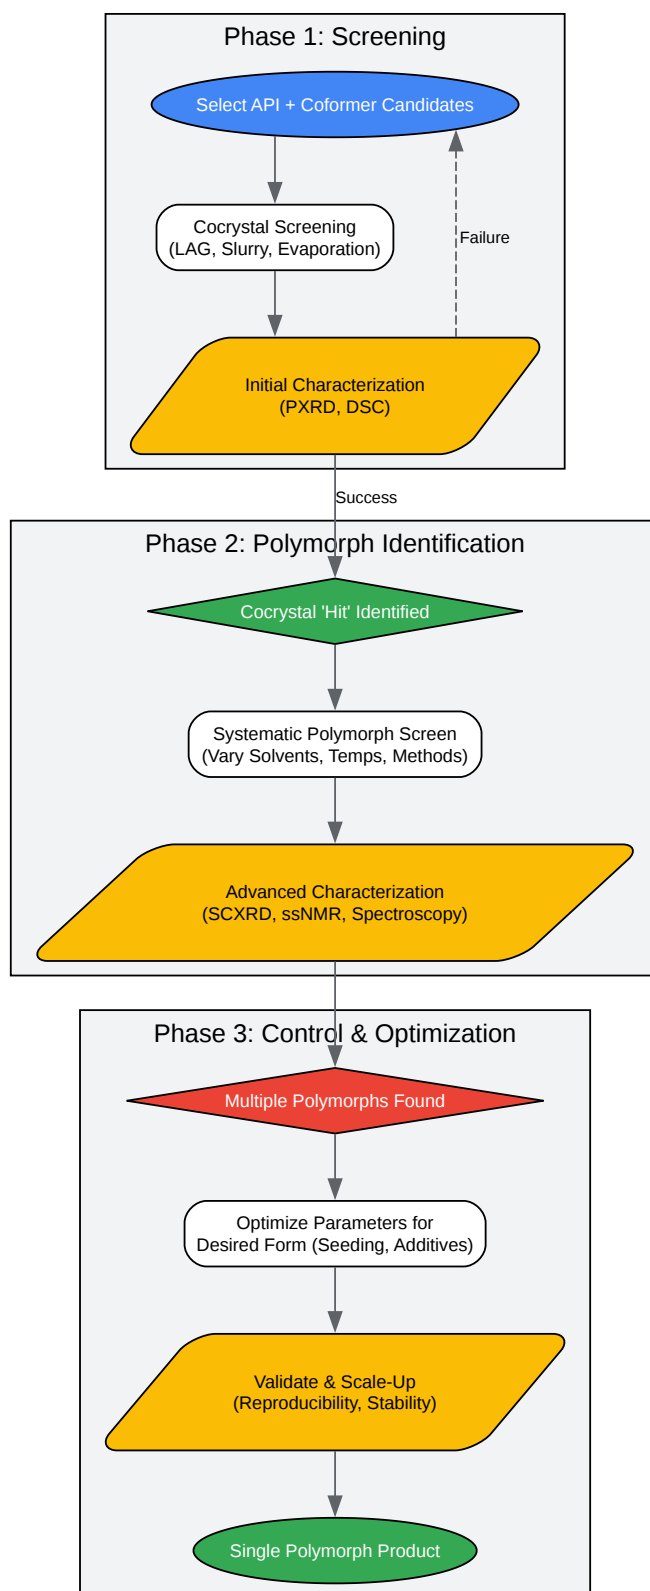 Phase 1: Screening
Select API + Coformer Candidates
Cocrystal Screening
(LAG, Slurry, Evaporation)
Failure
Initial Characterization
(PXRD, DSC)
Success
Phase 2: Polymorph Identification
Cocrystal 'Hit' Identified
Systematic Polymorph Screen
(Vary Solvents, Temps, Methods)
Advanced Characterization
(SCXRD, ssNMR, Spectroscopy)
Phase 3: Control & Optimization
Multiple Polymorphs Found
Optimize Parameters for
Desired Form (Seeding, Additives)
Validate & Scale-Up
(Reproducibility, Stability)
Single Polymorph Product